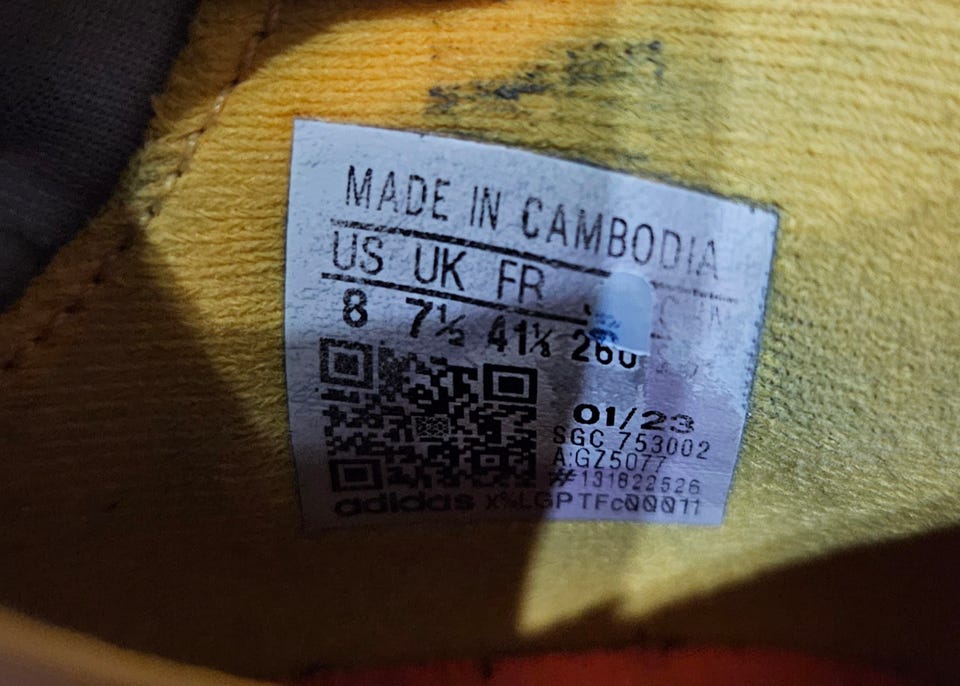 MADE IN CAMBODIA
US UK FR
8 7½ 41⅓ 260
01/23
SGC 753002
A:GZ5077
#131822526
adidas X%LGPTFc00011